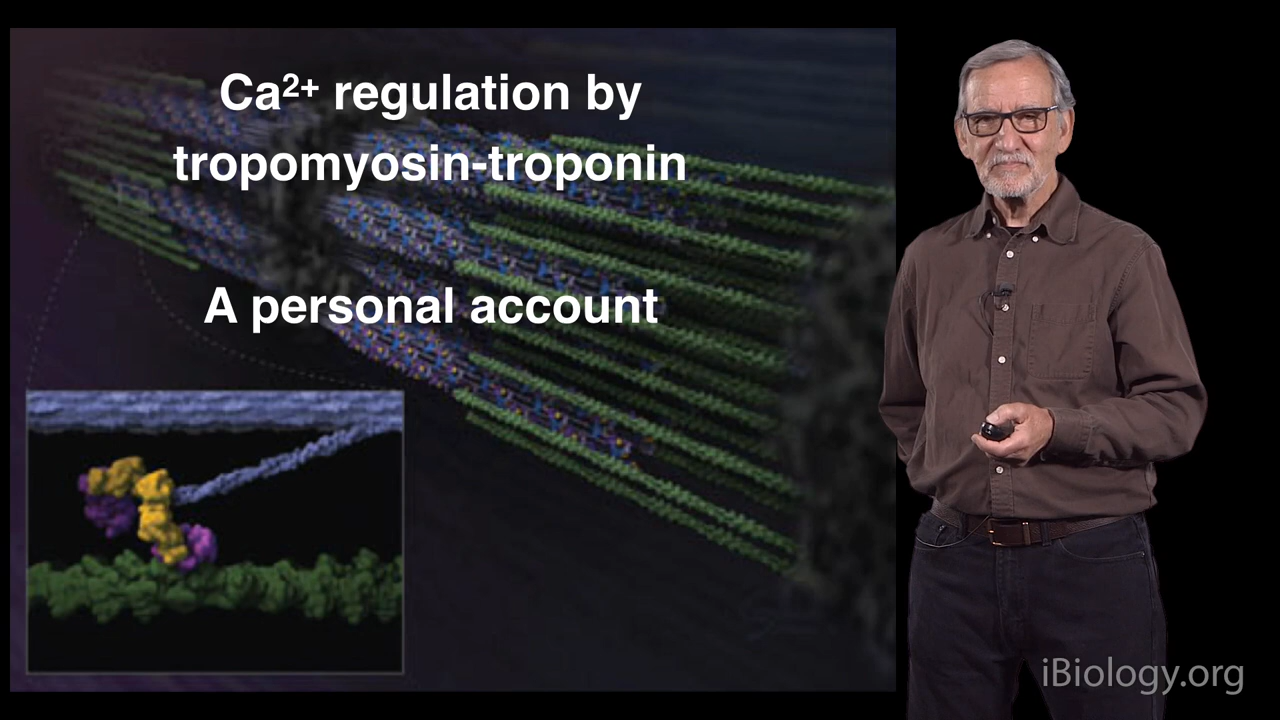 Ca²⁺ regulation by
tropomyosin-troponin
A personal account
iBiology.org